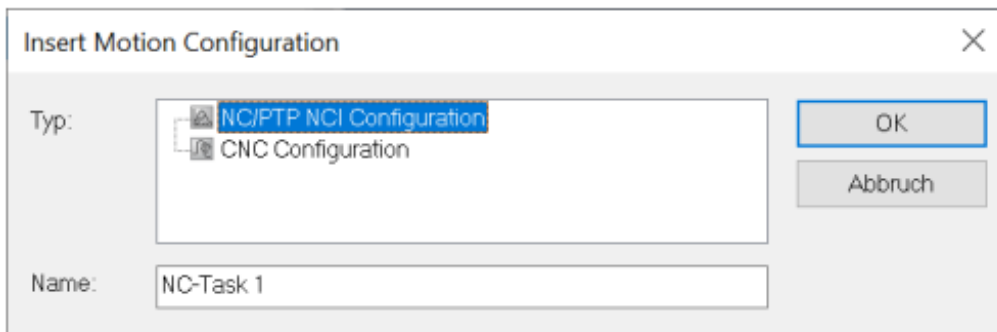 Insert Motion Configuration
Typ:
NC/PTP NCI Configuration
OK
CNC Configuration
Abbruch
Name:
NC-Task 1